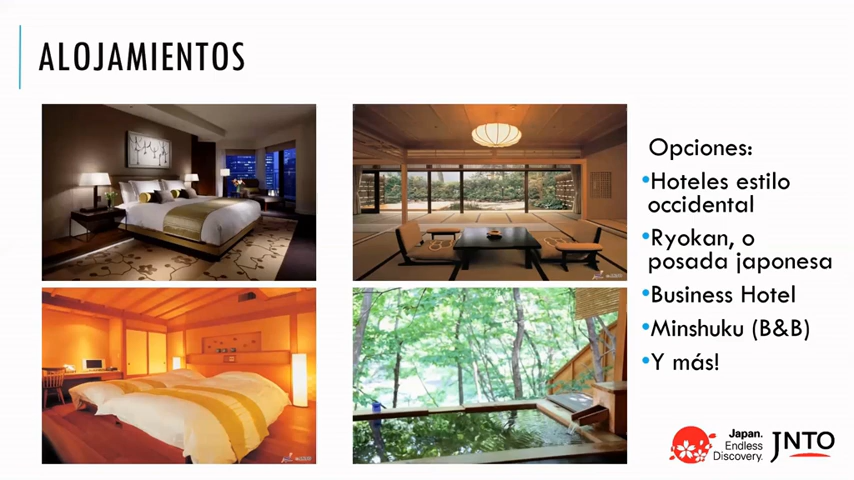 ALOJAMIENTOS
Opciones:
•Hoteles estilo
occidental
•Ryokan, o
posada japonesa
•Business Hotel
•Minshuku (B&B)
•Y más!
Japan.
Endless
Discovery.
JNTO